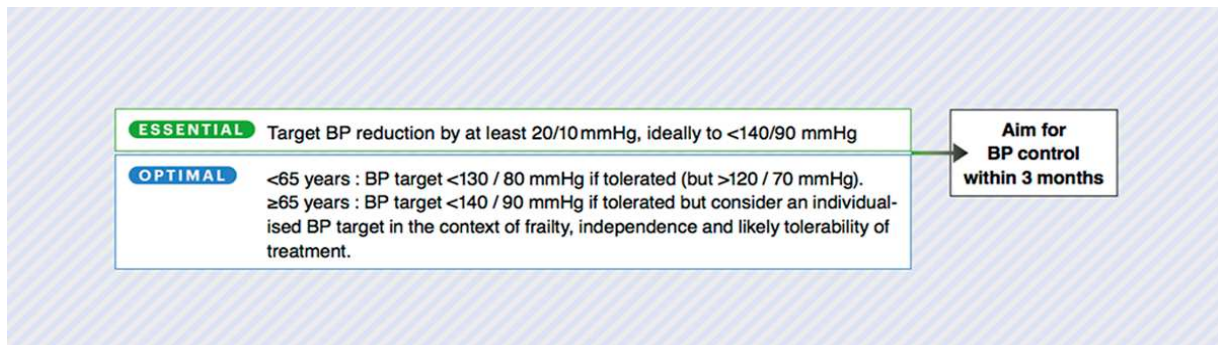 ESSENTIAL Target BP reduction by at least 20/10 mmHg, ideally to <140/90 mmHg
OPTIMAL <65 years : BP target <130 / 80 mmHg if tolerated (but >120 / 70 mmHg).
≥65 years : BP target <140 / 90 mmHg if tolerated but consider an individual-
ised BP target in the context of frailty, independence and likely tolerability of
treatment.
Aim for
BP control
within 3 months